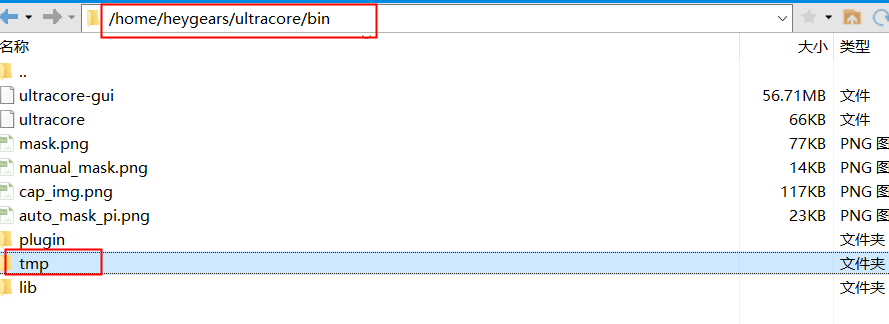 /home/heygears/ultracore/bin
名称 大小 类型
..
ultracore-gui 56.71MB 文件
ultracore 66KB 文件
mask.png 77KB PNG 图
manual_mask.png 14KB PNG 图
cap_img.png 117KB PNG 图
auto_mask_pi.png 23KB PNG 图
plugin 文件夹
tmp 文件夹
lib 文件夹